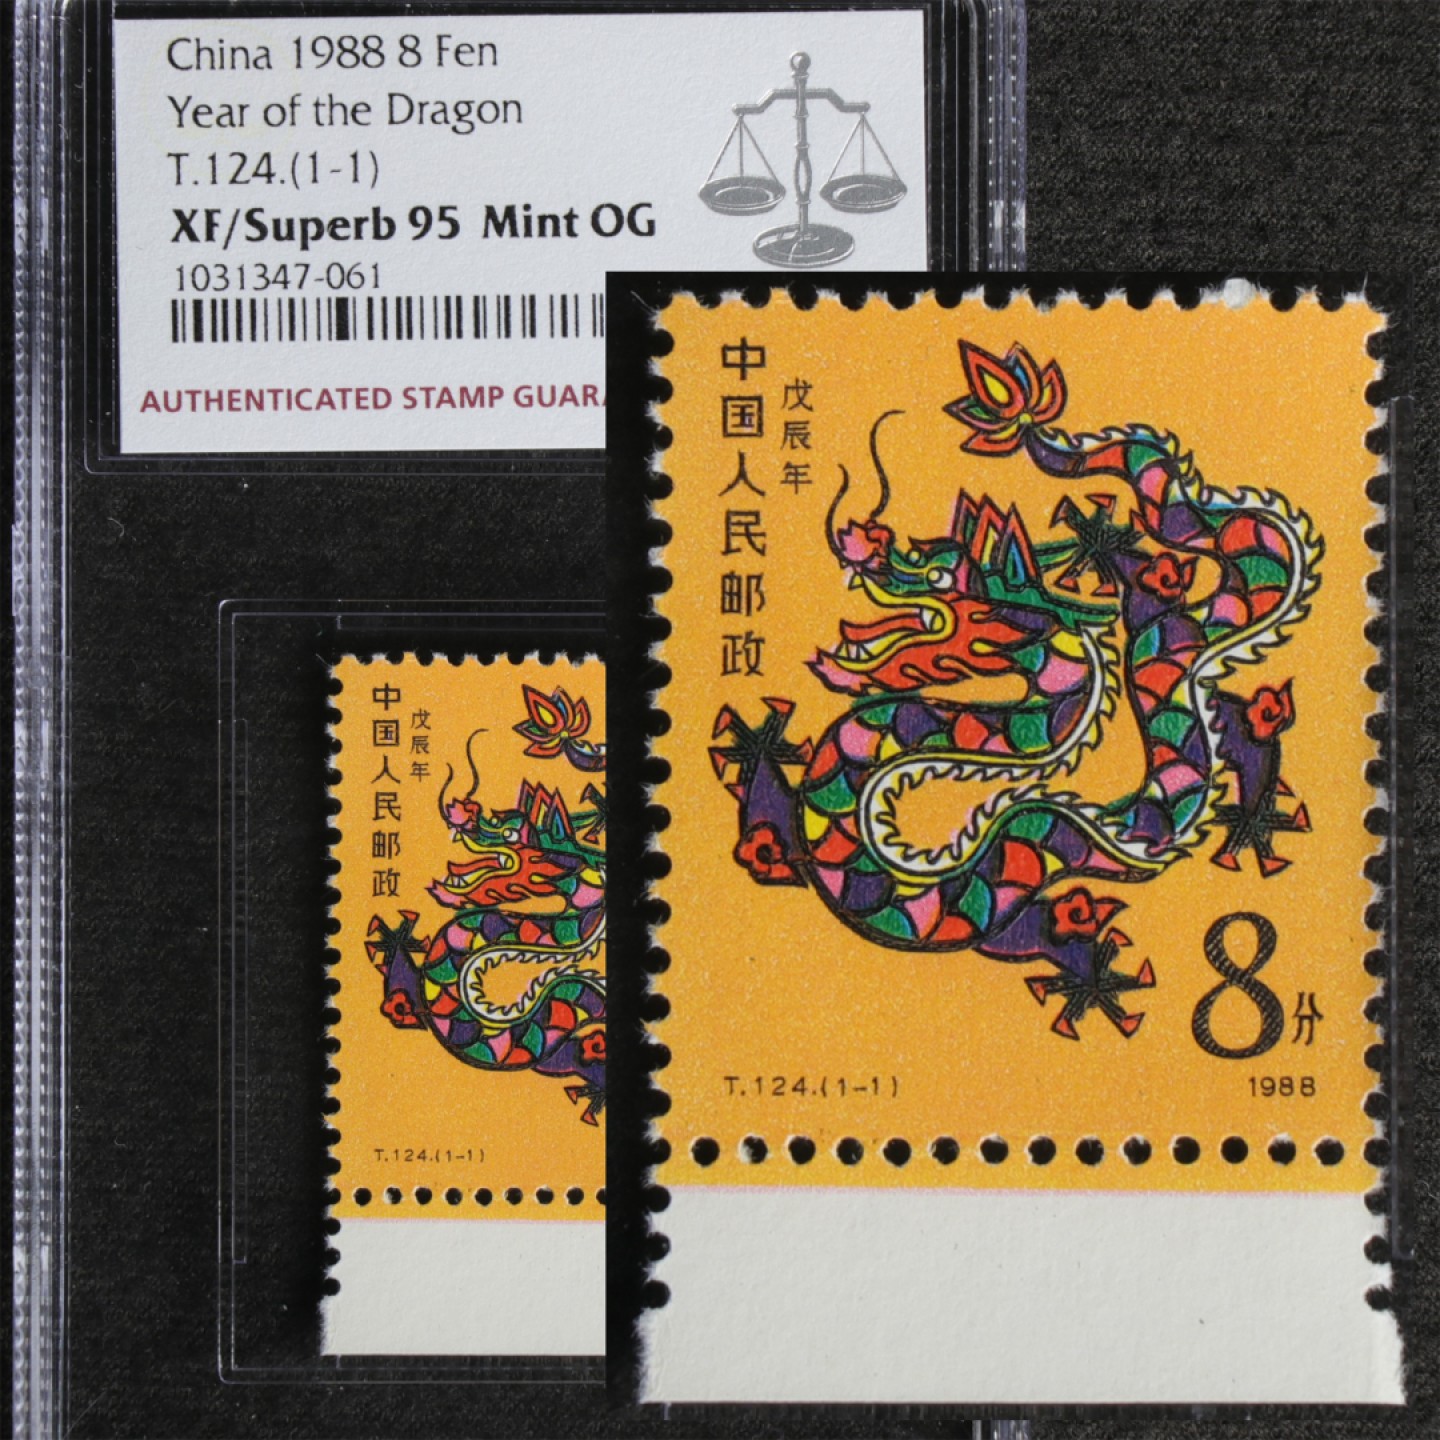 China 1988 8 Fen
Year of the Dragon
T.124.(1-1)
XF/Superb 95 Mint OG
1031347-061
AUTHENTICATED STAMP GUAR
中国人民邮政
戊辰年
8分
T.124.(1-1)
1988
中国人民邮政
戊辰年
T.124.(1-1)